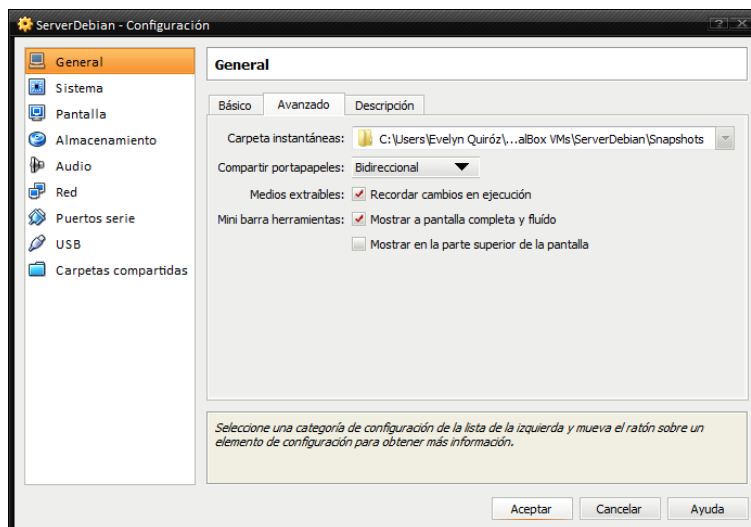 ServerDebian - Configuración
General
Sistema
Pantalla
Almacenamiento
Audio
Red
Puertos serie
USB
Carpetas compartidas
General
Básico Avanzado Descripción
Carpeta instantáneas: C:\Users\Evelyn Quiróz\...alBox VMs\ServerDebian\Snapshots
Compartir portapapeles: Bidireccional
Medios extraíbles: Recordar cambios en ejecución
Mini barra herramientas: Mostrar a pantalla completa y fluído
Mostrar en la parte superior de la pantalla
Seleccione una categoría de configuración de la lista de la izquierda y mueva el ratón sobre un
elemento de configuración para obtener más información.
Aceptar Cancelar Ayuda